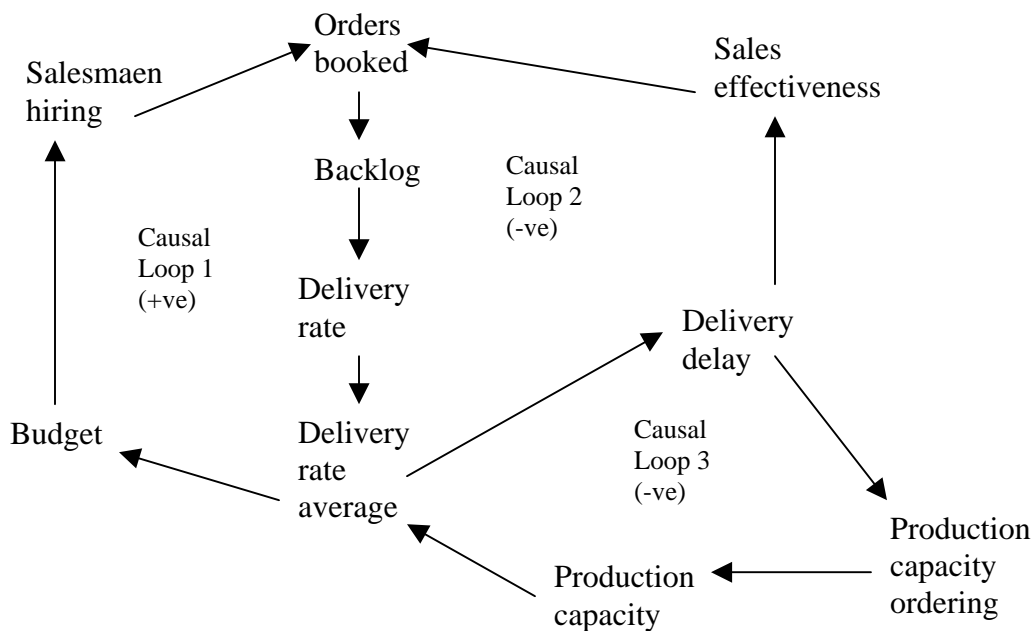 Orders
booked
Salesmaen
hiring
Sales
effectiveness
Backlog
Causal
Loop 2
(-ve)
Causal
Loop 1
(+ve)
Delivery
rate
Delivery
delay
Budget
Delivery
rate
average
Causal
Loop 3
(-ve)
Production
capacity
ordering
Production
capacity